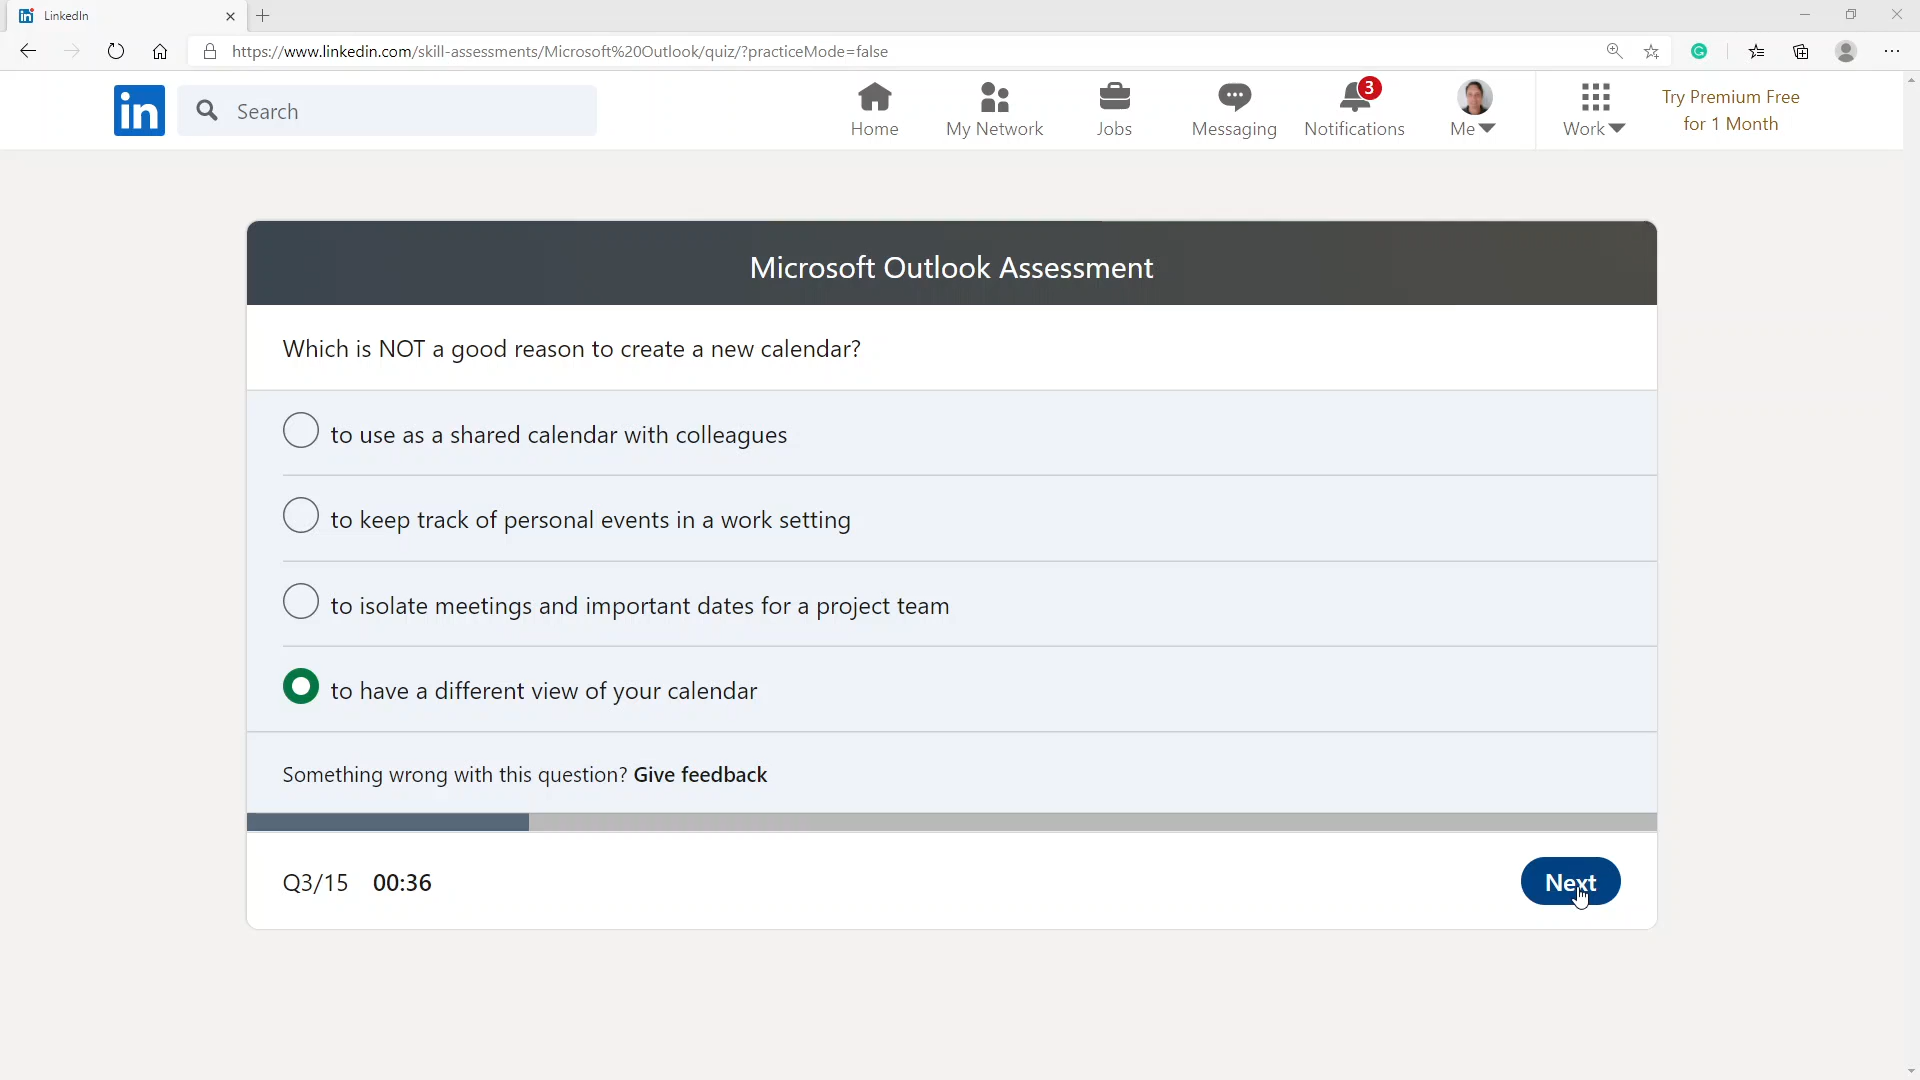 LinkedIn
https://www.linkedin.com/skill-assessments/Microsoft%20Outlook/quiz/?practiceMode=false
in
Search
Home
My Network
Jobs
Messaging
3
Notifications
Me
Work
Try Premium Free
for 1 Month
Microsoft Outlook Assessment
Which is NOT a good reason to create a new calendar?
to use as a shared calendar with colleagues
to keep track of personal events in a work setting
to isolate meetings and important dates for a project team
to have a different view of your calendar
Something wrong with this question? Give feedback
Q3/15 00:36
Next